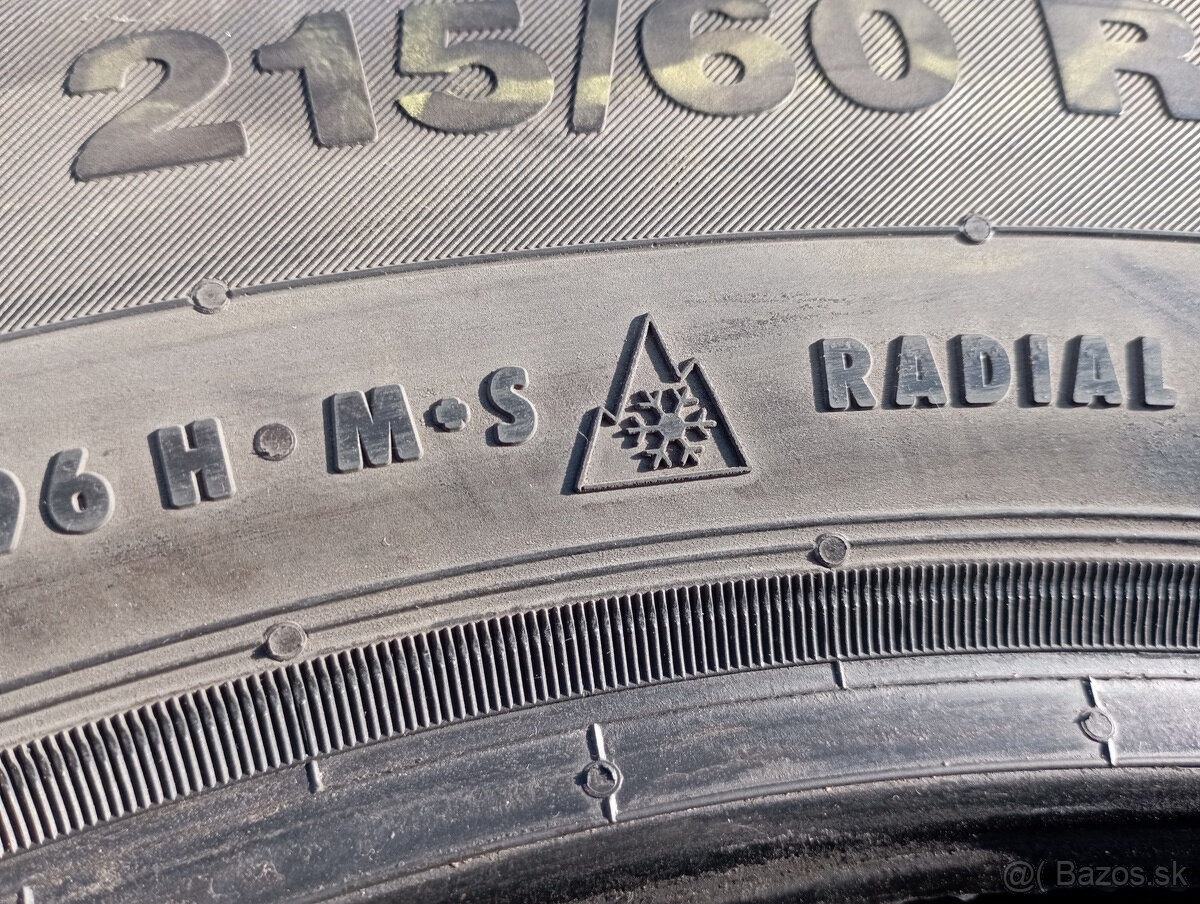 215/60 R
96 H • M+S RADIAL
@( Bazos.sk